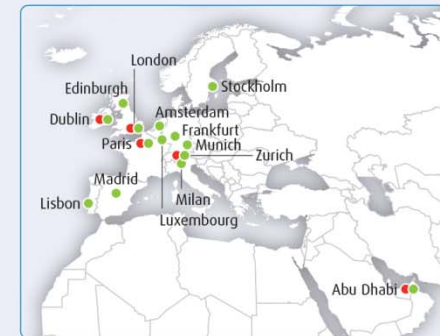 London
Edinburgh
Stockholm
Dublin
Amsterdam
Frankfurt
Paris
Munich
Zurich
Madrid
Milan
Lisbon
Luxembourg
Abu Dhabi